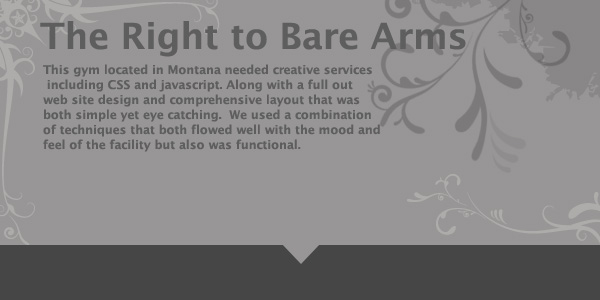 The Right to Bare Arms
This gym located in Montana needed creative services
including CSS and javascript. Along with a full out
web site design and comprehensive layout that was
both simple yet eye catching.  We used a combination
of techniques that both flowed well with the mood and
feel of the facility but also was functional.